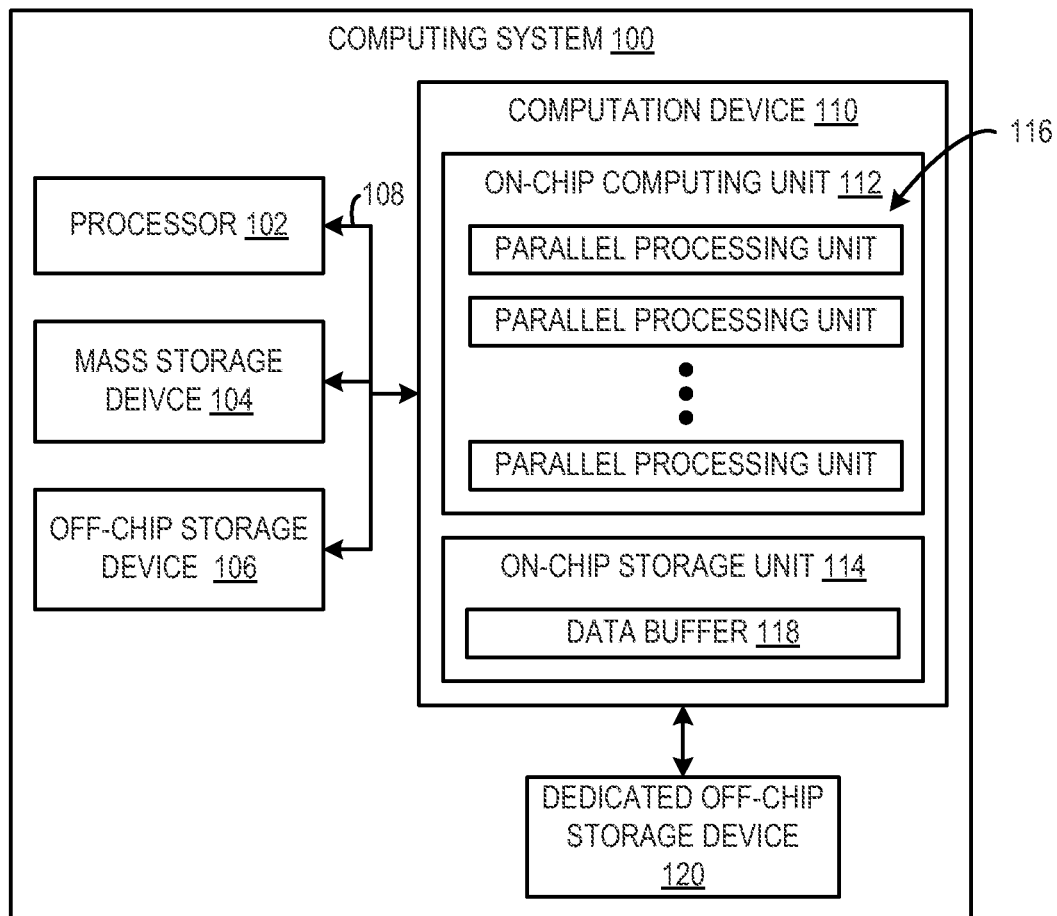 COMPUTING SYSTEM 100
COMPUTATION DEVICE 110
116
ON-CHIP COMPUTING UNIT 112
108
PROCESSOR 102
PARALLEL PROCESSING UNIT
PARALLEL PROCESSING UNIT
MASS STORAGE
DEIVCE 104
PARALLEL PROCESSING UNIT
OFF-CHIP STORAGE
DEVICE 106
ON-CHIP STORAGE UNIT 114
DATA BUFFER 118
DEDICATED OFF-CHIP
STORAGE DEVICE
120